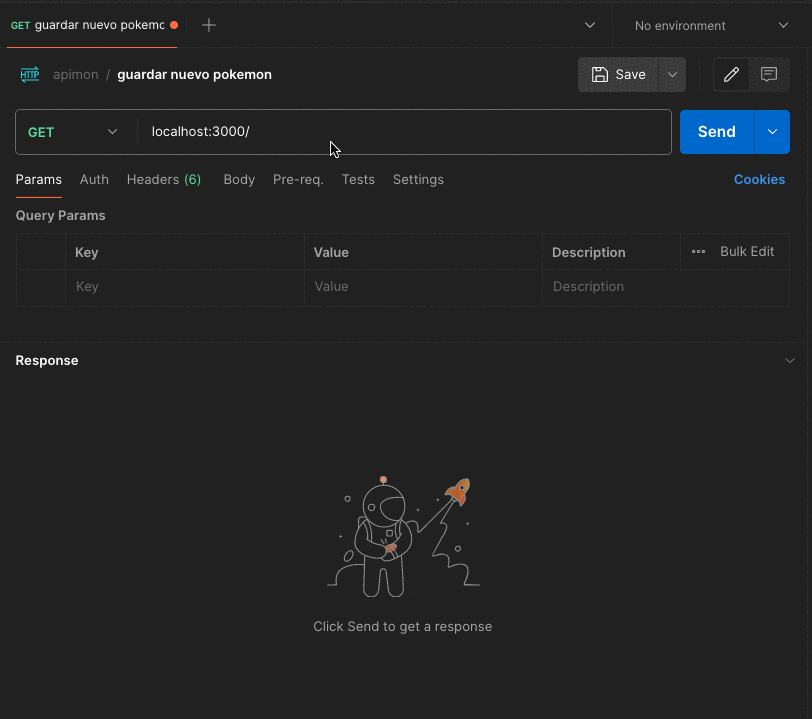 GET guardar nuevo pokemc
No environment
HTTP apimon / guardar nuevo pokemon
Save
GET localhost:3000/
Send
Params Auth Headers (6) Body Pre-req. Tests Settings Cookies
Query Params
Key Value Description Bulk Edit
Key Value Description
Response
Click Send to get a response